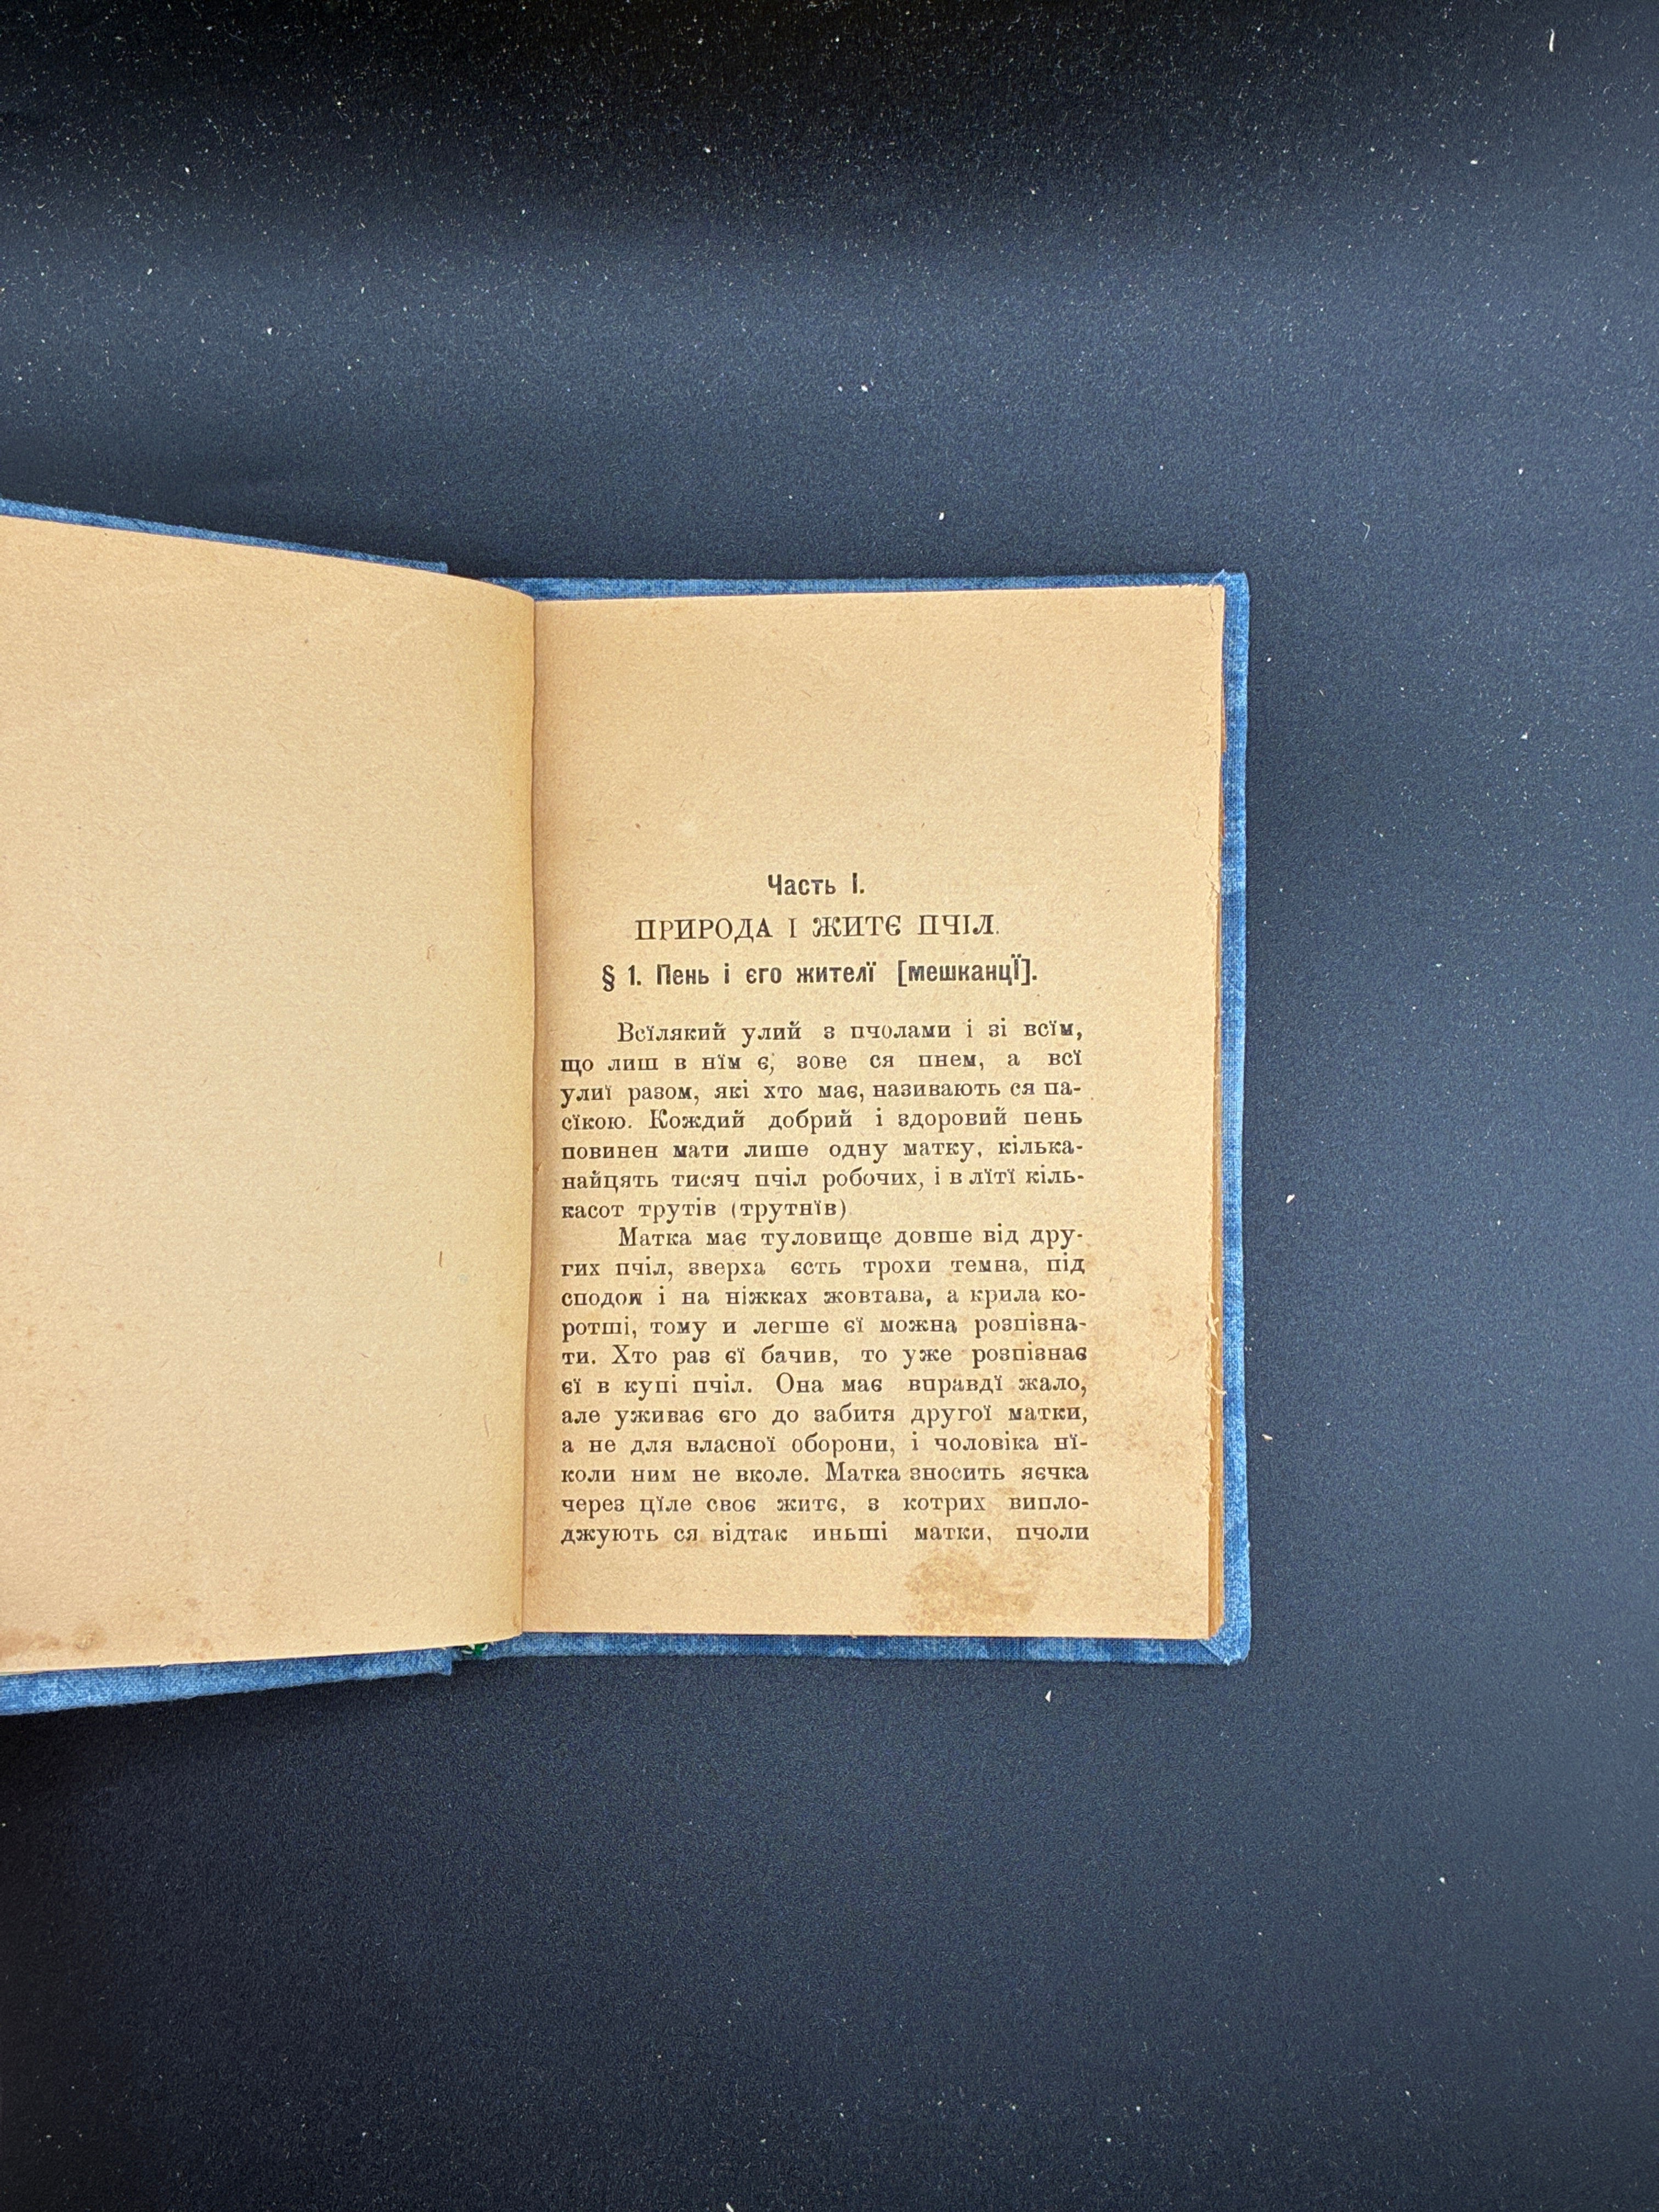 Часть I.
ПРИРОДА І ЖИТЄ ПЧІЛ.
§ 1. Пень і єго жителї [мешканцЇ].
Всїлякий улий з пчолами і зі всїм,
що лиш в нїм є, зове ся пнем, а всї
улиї разом, які хто має, називають ся па-
сїкою. Кождий добрий і здоровий пень
повинен мати лише одну матку, кілька-
найцять тисяч пчіл робочих, і в лїтї кіль-
касот трутів (трутнїв)
Матка має туловище довше від дру-
гих пчіл, зверха єсть трохи темна, під
сподом і на ніжках жовтава, а крила ко-
ротші, тому и легше єї можна розпізна-
ти. Хто раз єї бачив, то уже розпізнає
єї в купі пчіл. Она має вправдї жало,
але уживає єго до забитя другої матки,
а не для власної оборони, і чоловіка нї-
коли ним не вколе. Матка зносить яєчка
через цїле своє житє, з котрих випло-
джують ся відтак иньші матки, пчоли